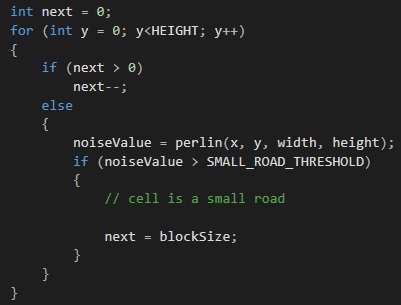 int next = 0;
for (int y = 0; y<HEIGHT; y++)
{
    if (next > 0)
        next--;
    else
    {
        noiseValue = perlin(x, y, width, height);
        if (noiseValue > SMALL_ROAD_THRESHOLD)
        {
            // cell is a small road

            next = blockSize;
        }
    }
}